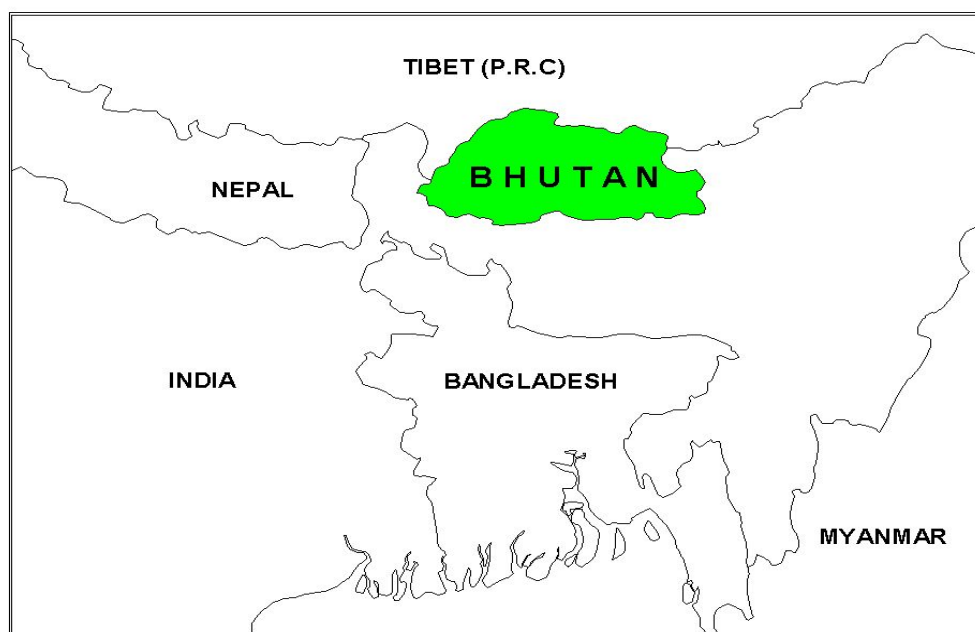 TIBET (P.R.C)
BHUTAN
NEPAL
INDIA
BANGLADESH
MYANMAR